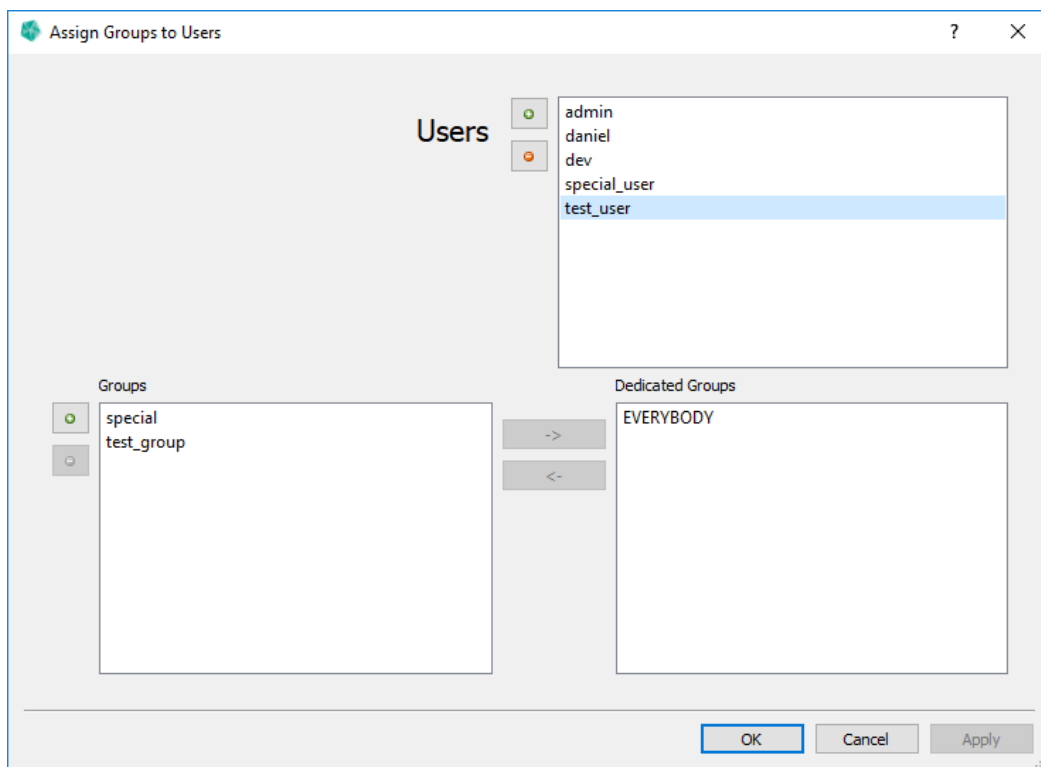 Assign Groups to Users
?
Users
admin
daniel
dev
special_user
test_user
Groups
Dedicated Groups
special
test_group
->
<-
EVERYBODY
OK
Cancel
Apply